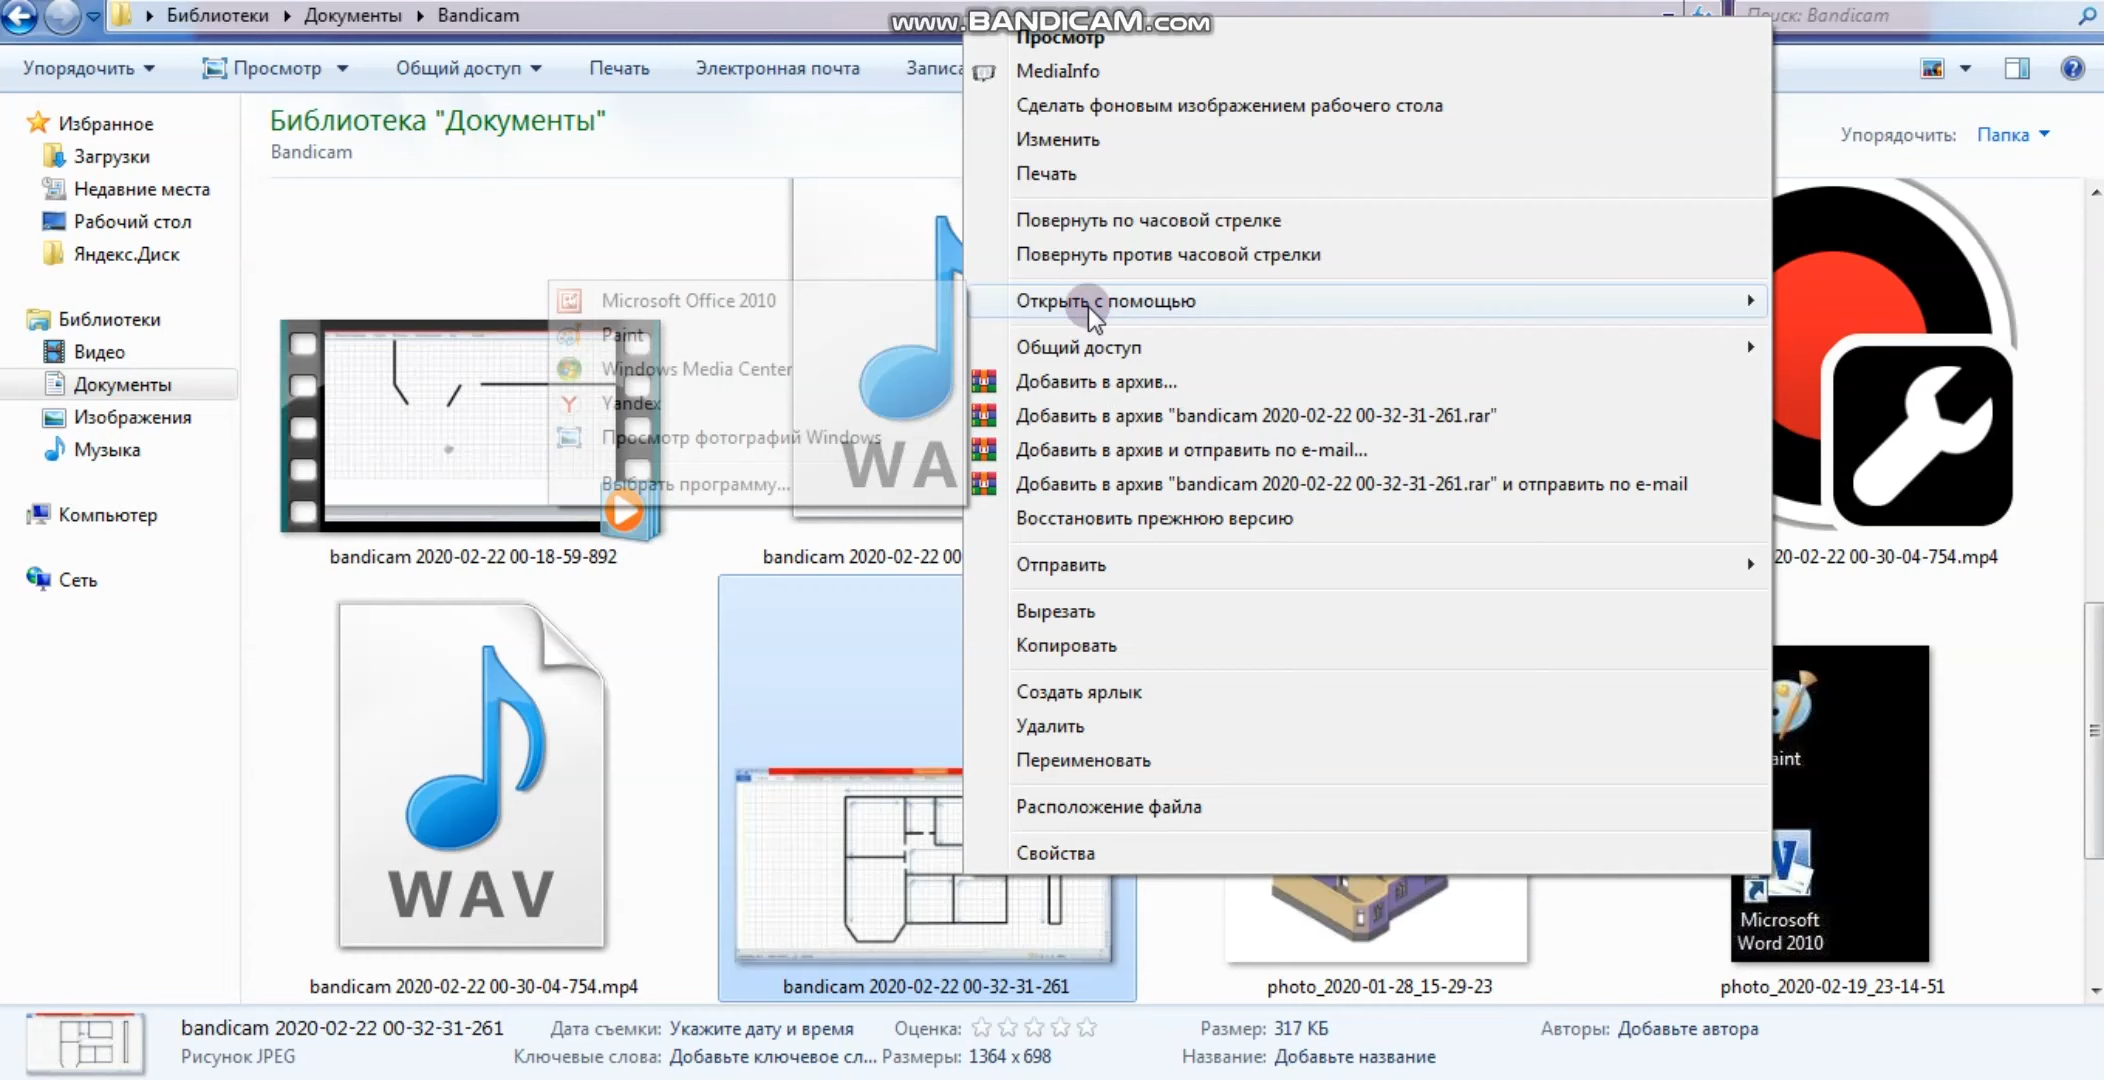 Библиотеки Документы Bandicam
www.BANDICAM.com
Поиск: Bandicam
Упорядочить Просмотр Общий доступ Печать Электронная почта
Библиотека "Документы"
Bandicam
Упорядочить: Папка
Избранное
Загрузки
Недавние места
Рабочий стол
Яндекс.Диск
Библиотеки
Видео
Документы
Изображения
Музыка
Компьютер
Сеть
Просмотр
MediaInfo
Сделать фоновым изображением рабочего стола
Изменить
Печать
Повернуть по часовой стрелке
Повернуть против часовой стрелки
Открыть с помощью
Общий доступ
Добавить в архив...
Добавить в архив "bandicam 2020-02-22 00-32-31-261.rar"
Добавить в архив и отправить по e-mail...
Добавить в архив "bandicam 2020-02-22 00-32-31-261.rar" и отправить по e-mail
Восстановить прежнюю версию
Отправить
Вырезать
Копировать
Создать ярлык
Удалить
Переименовать
Расположение файла
Свойства
Microsoft Office 2010
Paint
Windows Media Center
Yandex
Просмотр фотографий Windows
Выбрать программу...
WA
bandicam 2020-02-22 00-18-59-892
bandicam 2020-02-22 00
20-02-22 00-30-04-754.mp4
WAV
aint
Microsoft
Word 2010
bandicam 2020-02-22 00-30-04-754.mp4
bandicam 2020-02-22 00-32-31-261
photo_2020-01-28_15-29-23
photo_2020-02-19_23-14-51
bandicam 2020-02-22 00-32-31-261 Дата съемки: Укажите дату и время Оценка: Размер: 317 КБ Авторы: Добавьте автора
Рисунок JPEG Ключевые слова: Добавьте ключевое сл... Размеры: 1364 x 698 Название: Добавьте название